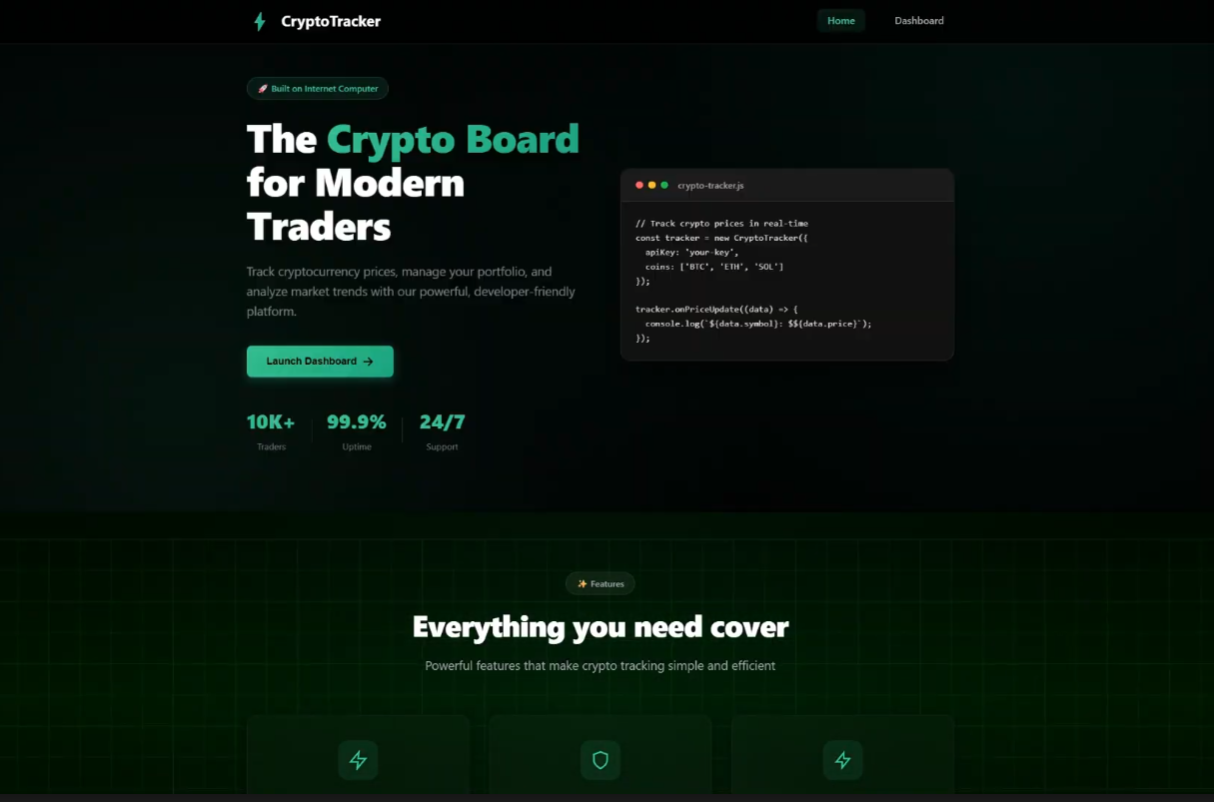 CryptoTracker
Home
Dashboard
🚀 Built on Internet Computer
The Crypto Board
for Modern
Traders
Track cryptocurrency prices, manage your portfolio, and
analyze market trends with our powerful, developer-friendly
platform.
Launch Dashboard →
10K+
Traders
99.9%
Uptime
24/7
Support
crypto-tracker.js
// Track crypto prices in real-time
const tracker = new CryptoTracker({
  apiKey: 'your-key',
  coins: ['BTC', 'ETH', 'SOL']
});
tracker.onPriceUpdate((data) => {
  console.log(`${data.symbol}: $${data.price}`);
});
✨ Features
Everything you need cover
Powerful features that make crypto tracking simple and efficient